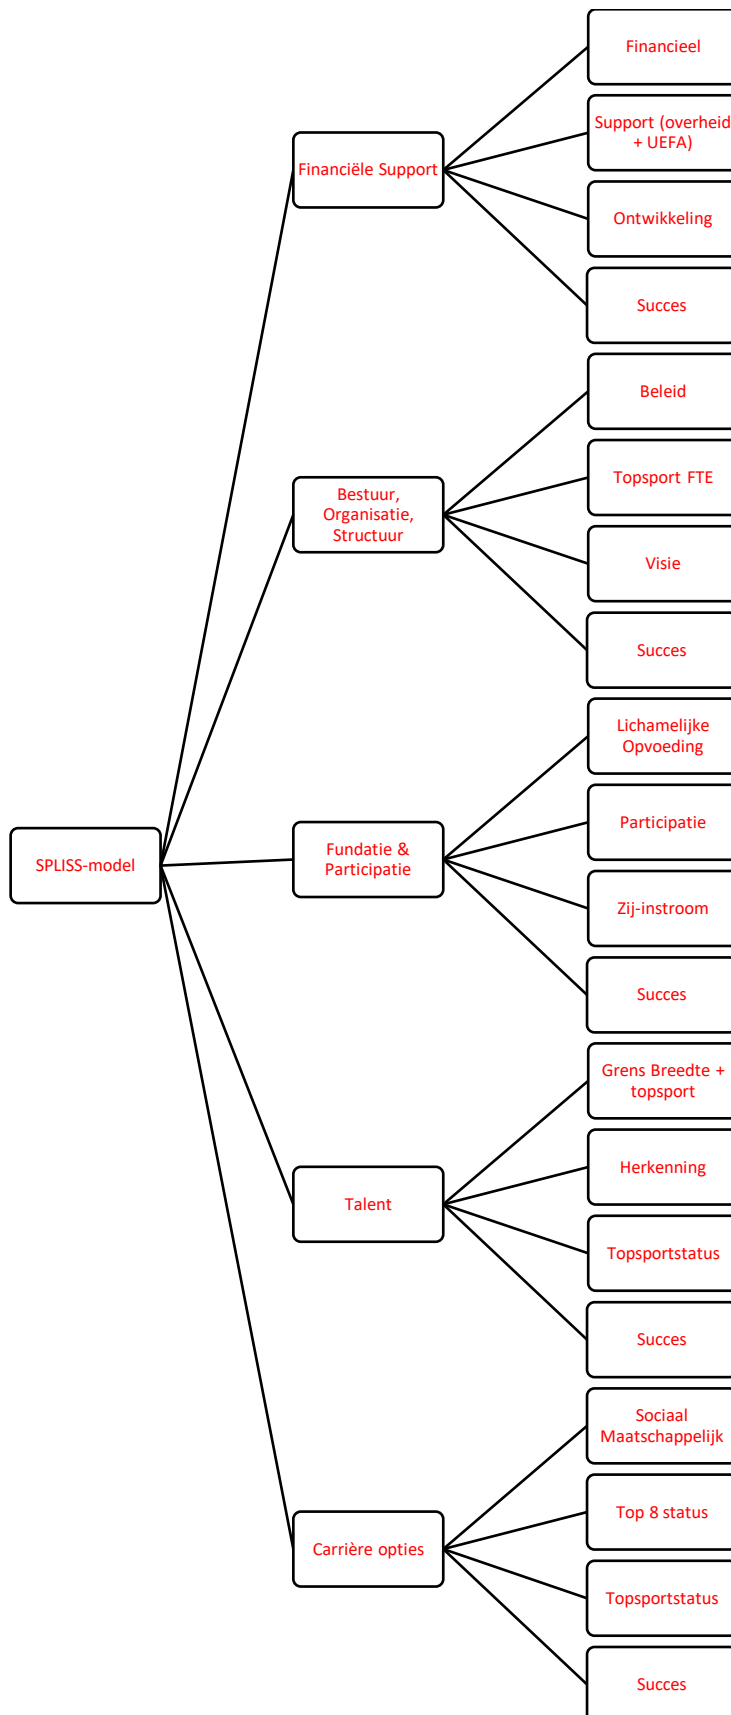 SPLISS-model
Financiële Support
Financieel
Support (overheid
+ UEFA)
Ontwikkeling
Succes
Bestuur,
Organisatie,
Structuur
Beleid
Topsport FTE
Visie
Succes
Fundatie &
Participatie
Lichamelijke
Opvoeding
Participatie
Zij-instroom
Succes
Talent
Grens Breedte +
topsport
Herkenning
Topsportstatus
Succes
Carrière opties
Sociaal
Maatschappelijk
Top 8 status
Topsportstatus
Succes